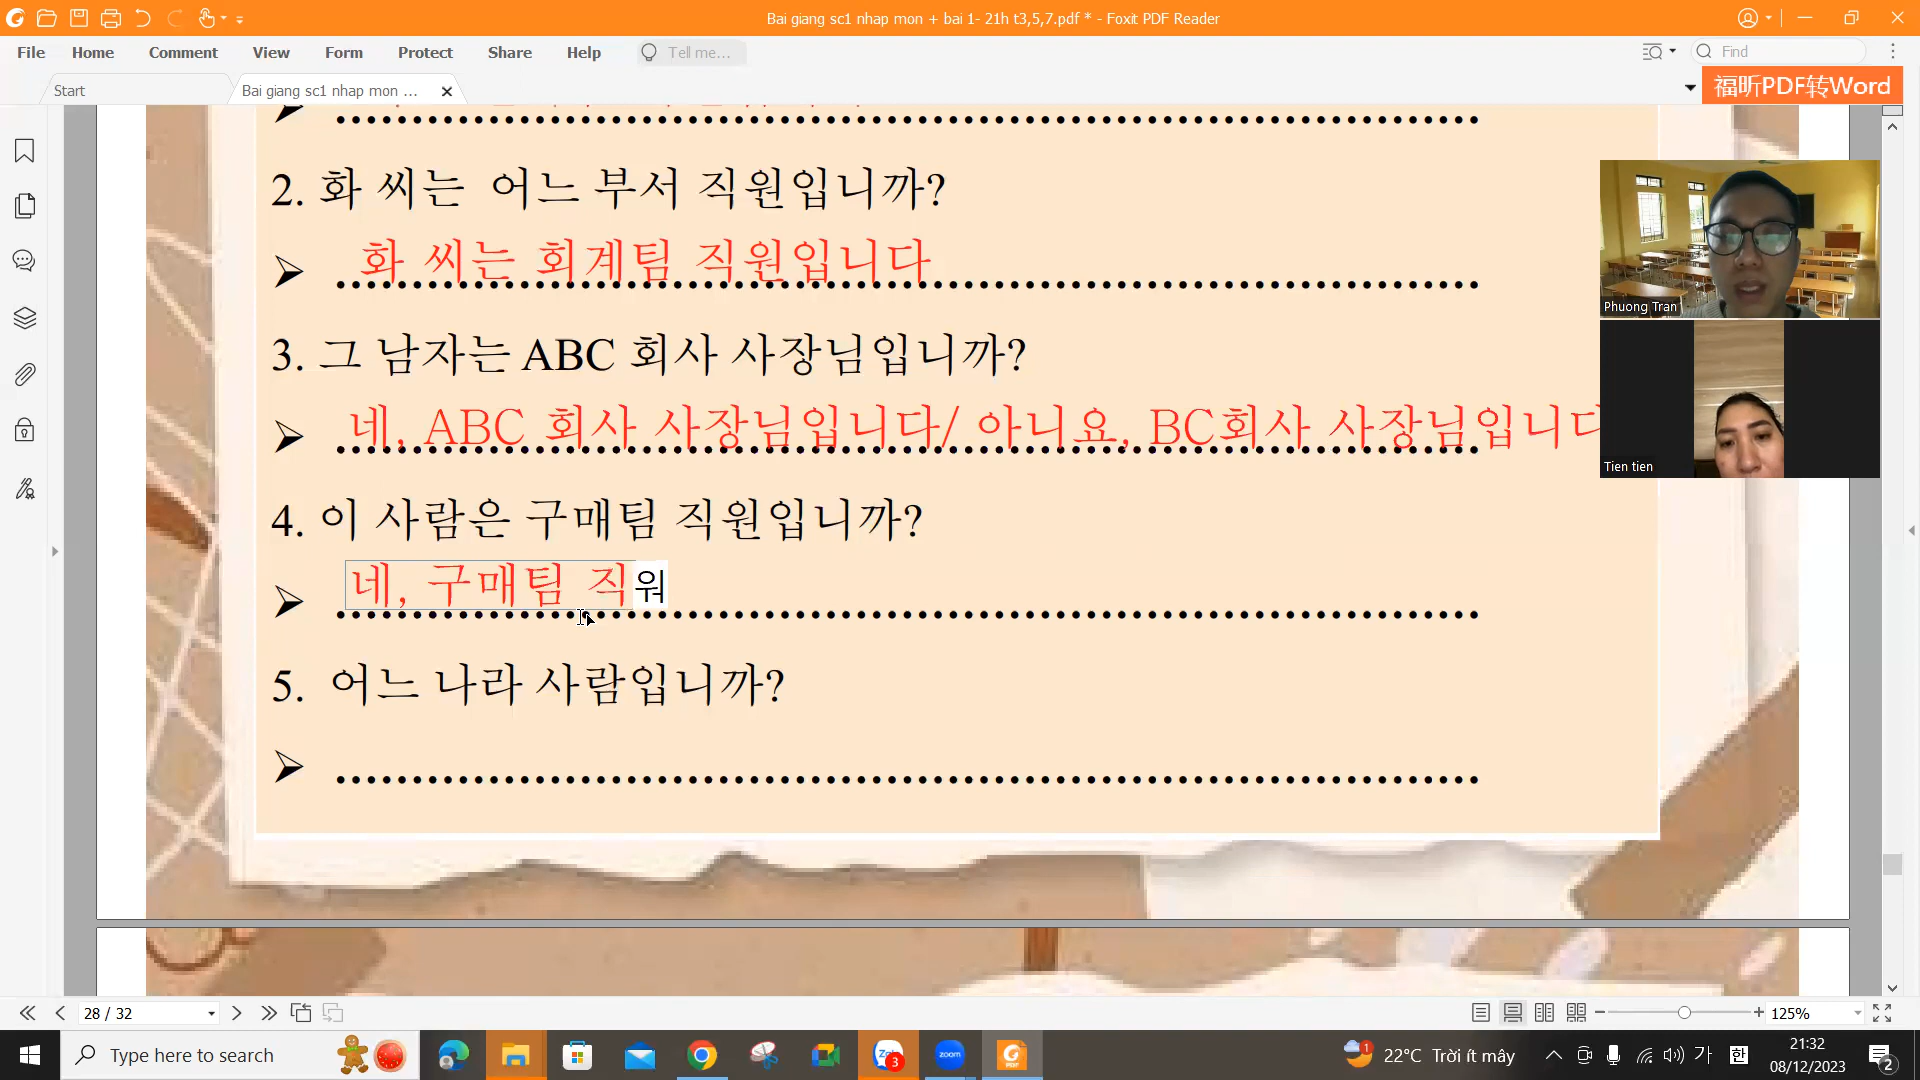 Bai giang sc1 nhap mon + bai 1- 21h t3,5,7.pdf * - Foxit PDF Reader
File Home Comment View Form Protect Share Help Tell me... Find
Start Bai giang sc1 nhap mon ... 福昕PDF转Word
2. 화 씨는 어느 부서 직원입니까?
화 씨는 회계팀 직원입니다
Phuong Tran
3. 그 남자는 ABC 회사 사장님입니까?
네, ABC 회사 사장님입니다/ 아니요, BC회사 사장님입니다
Tien tien
4. 이 사람은 구매팀 직원입니까?
네, 구매팀 직워
5. 어느 나라 사람입니까?
28 / 32 125%
Type here to search 3 zoom PDF 1 22°C Trời ít mây 가 한 21:32
08/12/2023 2